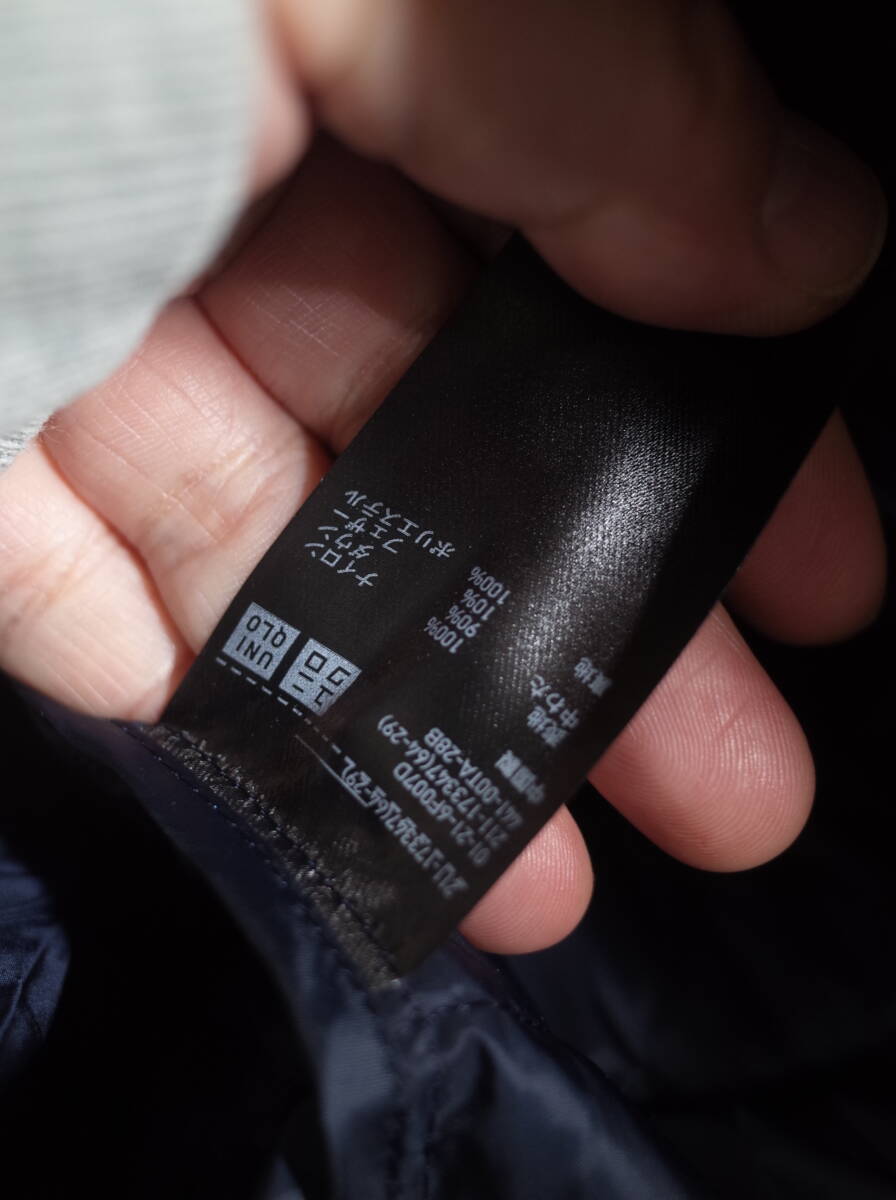 ユニクロ
UNI
QLO
2U-173347(64-29)L
01-21-6F007D
211-173347(64-29)
441-00TA-28B
中国製
表地 100% ナイロン
中わた 90% ダウン
10% フェザー
裏地 100% ポリエステル